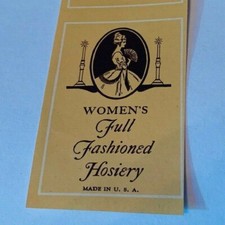 WOMEN'S
Full
Fashioned
Hosiery
MADE IN U. S. A.